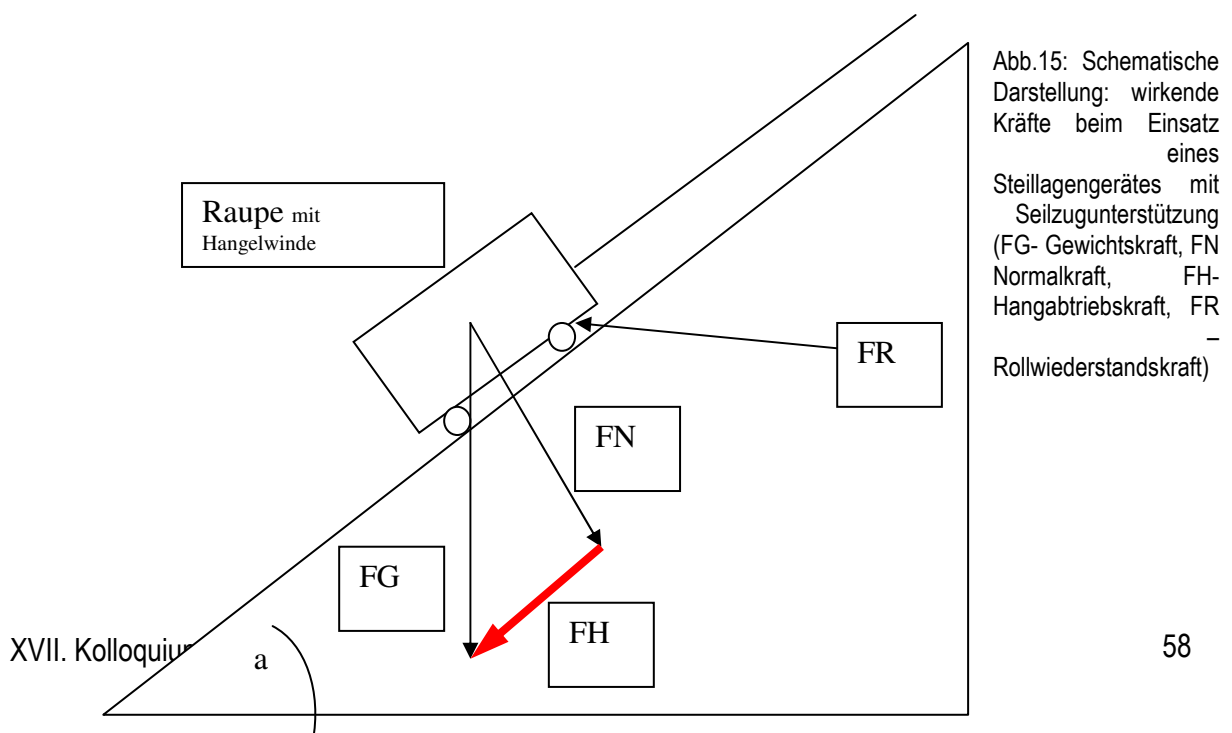 Abb.15: Schematische
Darstellung: wirkende
Kräfte beim Einsatz
eines
Steillagengerätes mit
Seilzugunterstützung
(FG- Gewichtskraft, FN
Normalkraft, FH-
Hangabtriebskraft, FR
–
Rollwiederstandskraft)
Raupe mit
Hangelwinde
FR
FN
FG
FH
a
XVII. 58